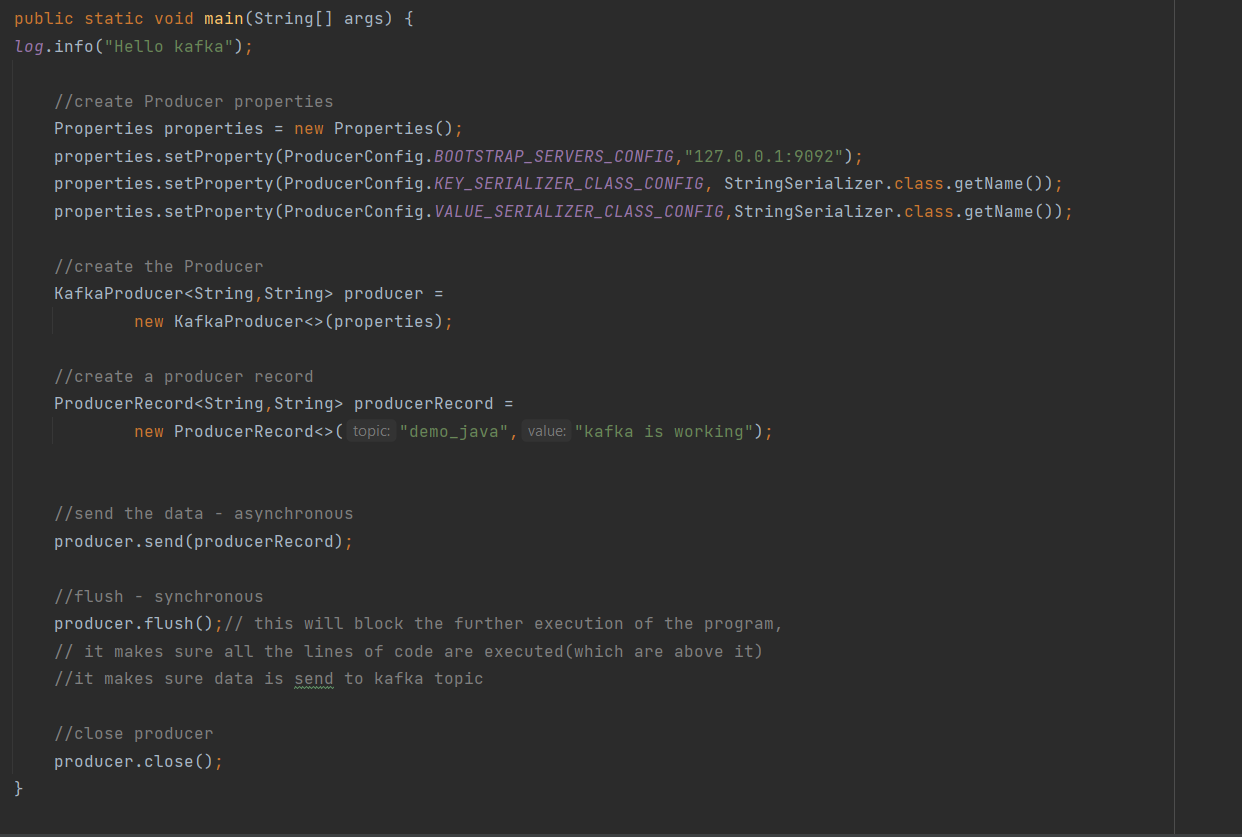 public static void main(String[] args) {
log.info("Hello kafka");
//create Producer properties
Properties properties = new Properties();
properties.setProperty(ProducerConfig.BOOTSTRAP_SERVERS_CONFIG,"127.0.0.1:9092");
properties.setProperty(ProducerConfig.KEY_SERIALIZER_CLASS_CONFIG, StringSerializer.class.getName());
properties.setProperty(ProducerConfig.VALUE_SERIALIZER_CLASS_CONFIG,StringSerializer.class.getName());
//create the Producer
KafkaProducer<String,String> producer =
new KafkaProducer<>(properties);
//create a producer record
ProducerRecord<String,String> producerRecord =
new ProducerRecord<>( topic: "demo_java", value: "kafka is working");
//send the data - asynchronous
producer.send(producerRecord);
//flush - synchronous
producer.flush();// this will block the further execution of the program,
// it makes sure all the lines of code are executed(which are above it)
//it makes sure data is send to kafka topic
//close producer
producer.close();
}